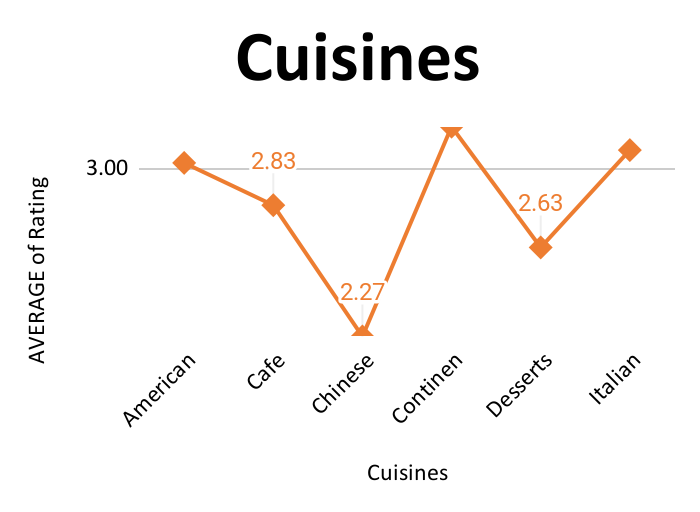 Cuisines
3.00
2.83
2.63
2.27
AVERAGE of Rating
American
Cafe
Chinese
Continen
Desserts
Italian
Cuisines